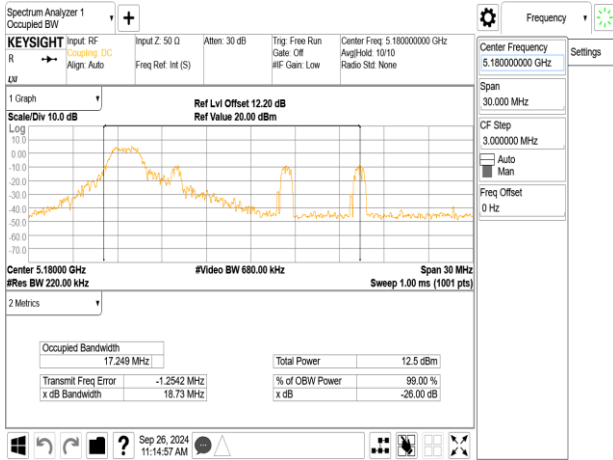 Spectrum Analyzer 1
Occupied BW
+
Frequency
KEYSIGHT
R
LXI
Input: RF
Coupling: DC
Align: Auto
Input Z: 50 Ω
Freq Ref: Int (S)
Atten: 30 dB
Trig: Free Run
Gate: Off
#IF Gain: Low
Center Freq: 5.180000000 GHz
Avg|Hold: 10/10
Radio Std: None
Center Frequency
5.180000000 GHz
Settings
Span
30.000 MHz
CF Step
3.000000 MHz
Auto
Man
Freq Offset
0 Hz
1 Graph
Scale/Div 10.0 dB
Ref Lvl Offset 12.20 dB
Ref Value 20.00 dBm
Log
10.0
0.00
-10.0
-20.0
-30.0
-40.0
-50.0
-60.0
-70.0
Center 5.18000 GHz
#Video BW 680.00 kHz
Span 30 MHz
#Res BW 220.00 kHz
Sweep 1.00 ms (1001 pts)
2 Metrics
Occupied Bandwidth
17.249 MHz
Total Power 12.5 dBm
Transmit Freq Error -1.2542 MHz
% of OBW Power 99.00 %
x dB Bandwidth 18.73 MHz
x dB -26.00 dB
?
Sep 26, 2024
11:14:57 AM